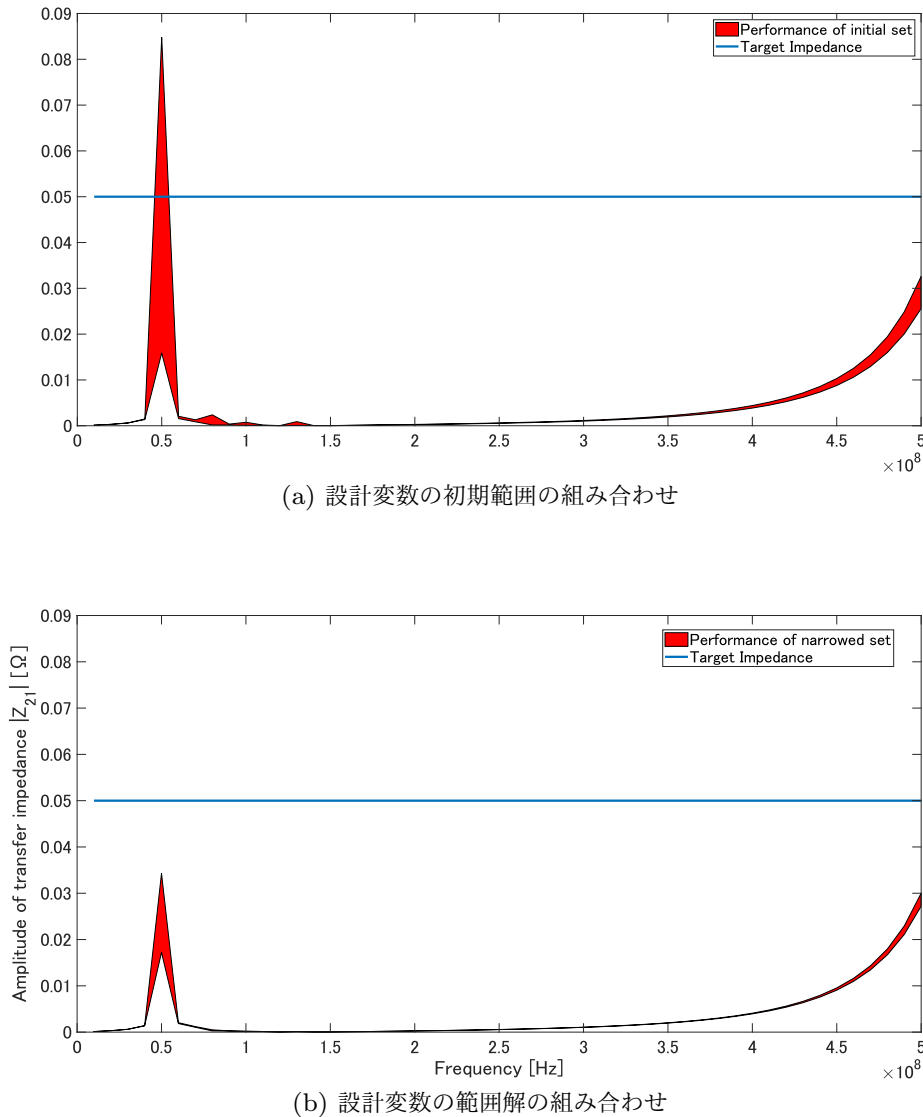 0.09
0.08
0.07
0.06
0.05
0.04
0.03
0.02
0.01
0
Performance of initial set
Target Impedance
0 0.5 1 1.5 2 2.5 3 3.5 4 4.5 5
×10⁸
(a) 設計変数の初期範囲の組み合わせ
0.09
0.08
0.07
0.06
0.05
0.04
0.03
0.02
0.01
0
Amplitude of transfer impedance |Z₂₁| [Ω]
Performance of narrowed set
Target Impedance
0 0.5 1 1.5 2 2.5 3 3.5 4 4.5 5
Frequency [Hz]
×10⁸
(b) 設計変数の範囲解の組み合わせ